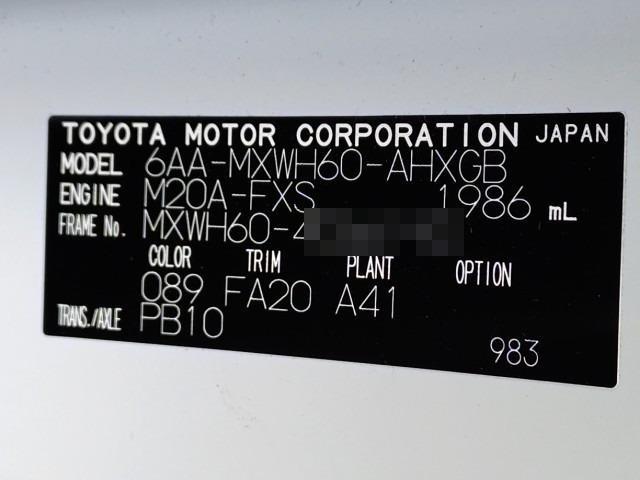 TOYOTA MOTOR CORPORATION JAPAN
MODEL 6AA-MXWH60-AHXGB
ENGINE M20A-FXS 1986 mL
FRAME No. MXWH60-4
COLOR TRIM PLANT OPTION
089 FA20 A41
TRANS./AXLE PB10
983